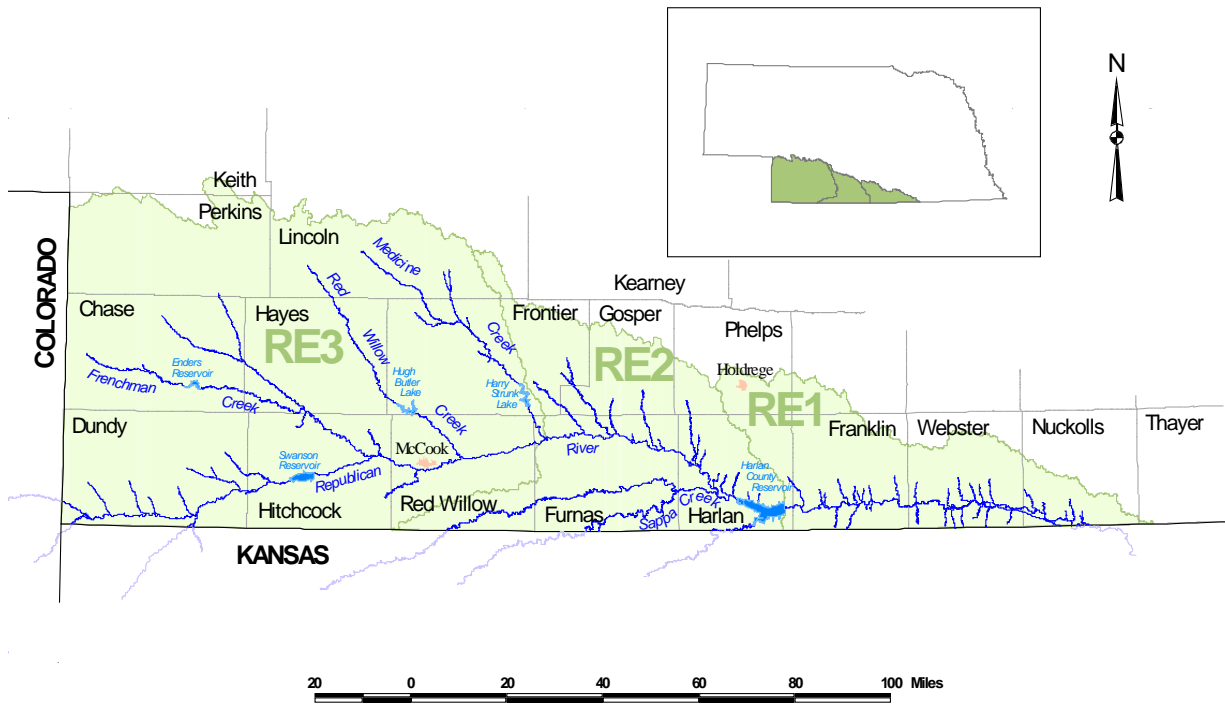 N
COLORADO
Keith
Perkins
Lincoln
Medicine
Creek
Kearney
Chase
Hayes
Red
Willow
Creek
Frontier
Gosper
Phelps
RE3
RE2
RE1
Holdrege
Enders
Reservoir
Frenchman
Creek
Hugh
Butler
Lake
Harry
Strunk
Lake
Dundy
Franklin
Webster
Nuckolls
Thayer
McCook
Swanson
Reservoir
Republican
River
Harlan
County
Reservoir
Hitchcock
Red Willow
Furnas
Sappa
Creek
Harlan
KANSAS
20 0 20 40 60 80 100 Miles